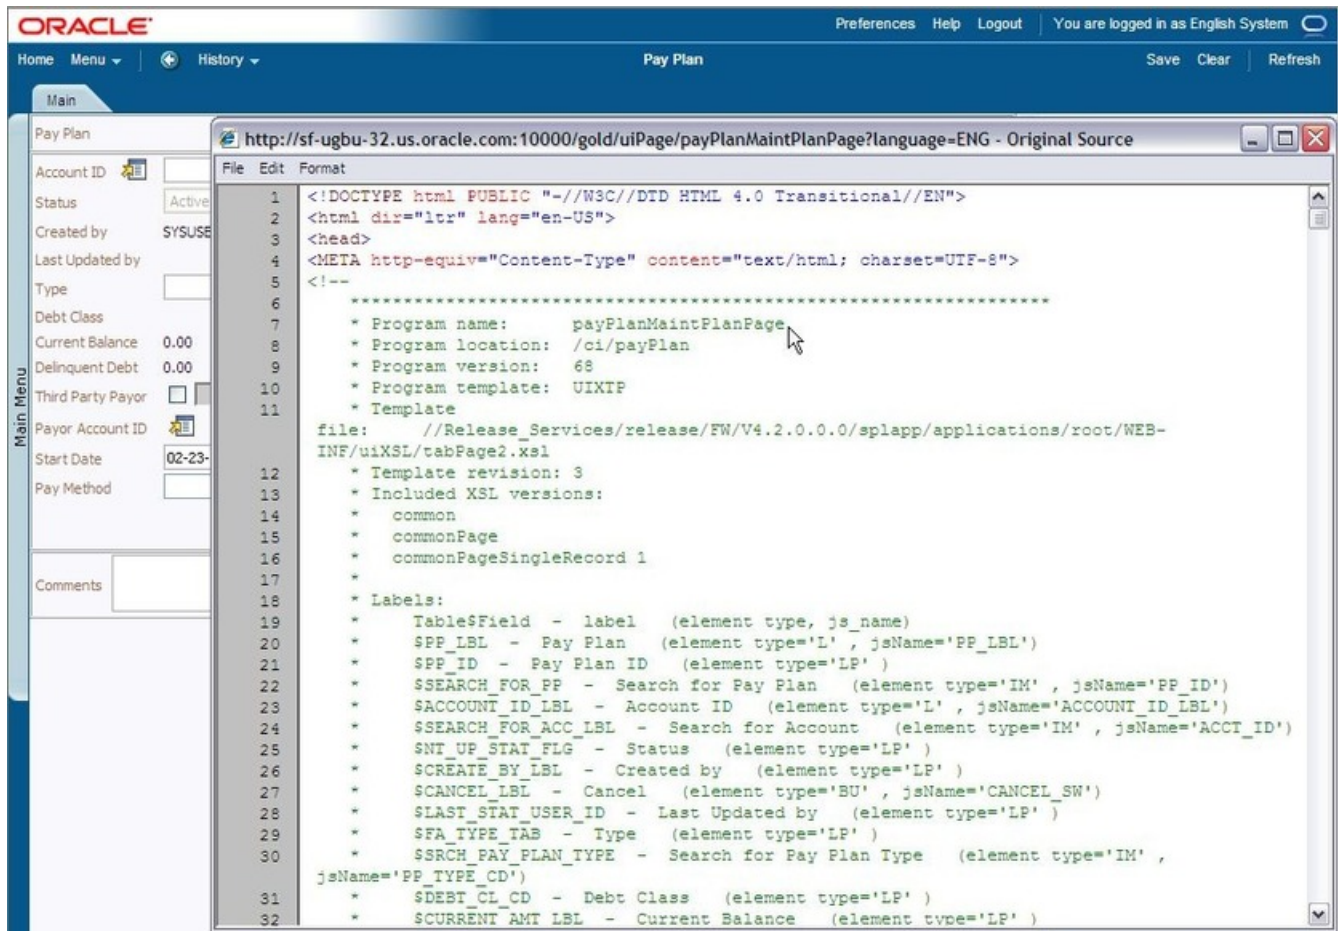 ORACLE
Preferences Help Logout You are logged in as English System
Home Menu History Pay Plan Save Clear Refresh
Main
Pay Plan
Account ID
Status Active
Created by SYSUSE
Last Updated by
Type
Debt Class
Current Balance 0.00
Delinquent Debt 0.00
Third Party Payor
Payor Account ID
Start Date 02-23-
Pay Method
Comments
Main Menu
http://sf-ugbu-32.us.oracle.com:10000/gold/uiPage/payPlanMaintPlanPage?language=ENG - Original Source
File Edit Format
1 <!DOCTYPE html PUBLIC "-//W3C//DTD HTML 4.0 Transitional//EN">
2 <html dir="ltr" lang="en-US">
3 <head>
4 <META http-equiv="Content-Type" content="text/html; charset=UTF-8">
5 <!--
6 ******************************************************************
7 * Program name: payPlanMaintPlanPage
8 * Program location: /ci/payPlan
9 * Program version: 68
10 * Program template: UIXTP
11 * Template
file: //Release_Services/release/FW/V4.2.0.0.0/splapp/applications/root/WEB-
INF/uiXSL/tabPage2.xsl
12 * Template revision: 3
13 * Included XSL versions:
14 * common
15 * commonPage
16 * commonPageSingleRecord 1
17 *
18 * Labels:
19 * Table$Field - label (element type, js_name)
20 * $PP_LBL - Pay Plan (element type='L' , jsName='PP_LBL')
21 * $PP_ID - Pay Plan ID (element type='LP' )
22 * $SEARCH_FOR_PP - Search for Pay Plan (element type='IM' , jsName='PP_ID')
23 * $ACCOUNT_ID_LBL - Account ID (element type='L' , jsName='ACCOUNT_ID_LBL')
24 * $SEARCH_FOR_ACC_LBL - Search for Account (element type='IM' , jsName='ACCT_ID')
25 * $NT_UP_STAT_FLG - Status (element type='LP' )
26 * $CREATE_BY_LBL - Created by (element type='LP' )
27 * $CANCEL_LBL - Cancel (element type='BU' , jsName='CANCEL_SW')
28 * $LAST_STAT_USER_ID - Last Updated by (element type='LP' )
29 * $FA_TYPE_TAB - Type (element type='LP' )
30 * $SRCH_PAY_PLAN_TYPE - Search for Pay Plan Type (element type='IM' ,
jsName='PP_TYPE_CD')
31 * $DEBT_CL_CD - Debt Class (element type='LP' )
32 * $CURRENT_AMT_LBL - Current Balance (element type='LP' )